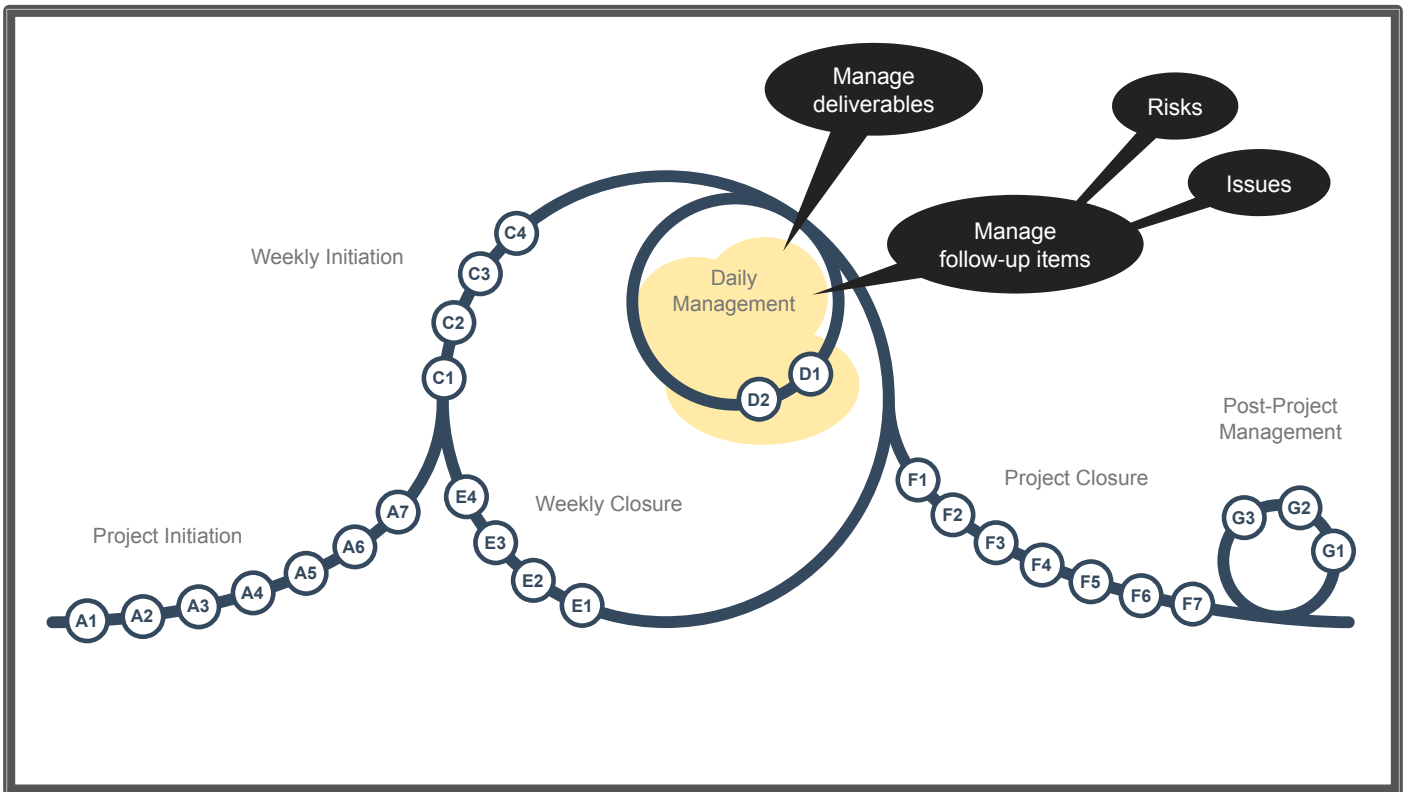 Manage
deliverables
Risks
Issues
Manage
follow-up items
Weekly Initiation
C4
C3
C2
C1
Daily
Management
D1
D2
Post-Project
Management
Project Closure
Weekly Closure
Project Initiation
A1
A2
A3
A4
A5
A6
A7
E4
E3
E2
E1
F1
F2
F3
F4
F5
F6
F7
G3
G2
G1